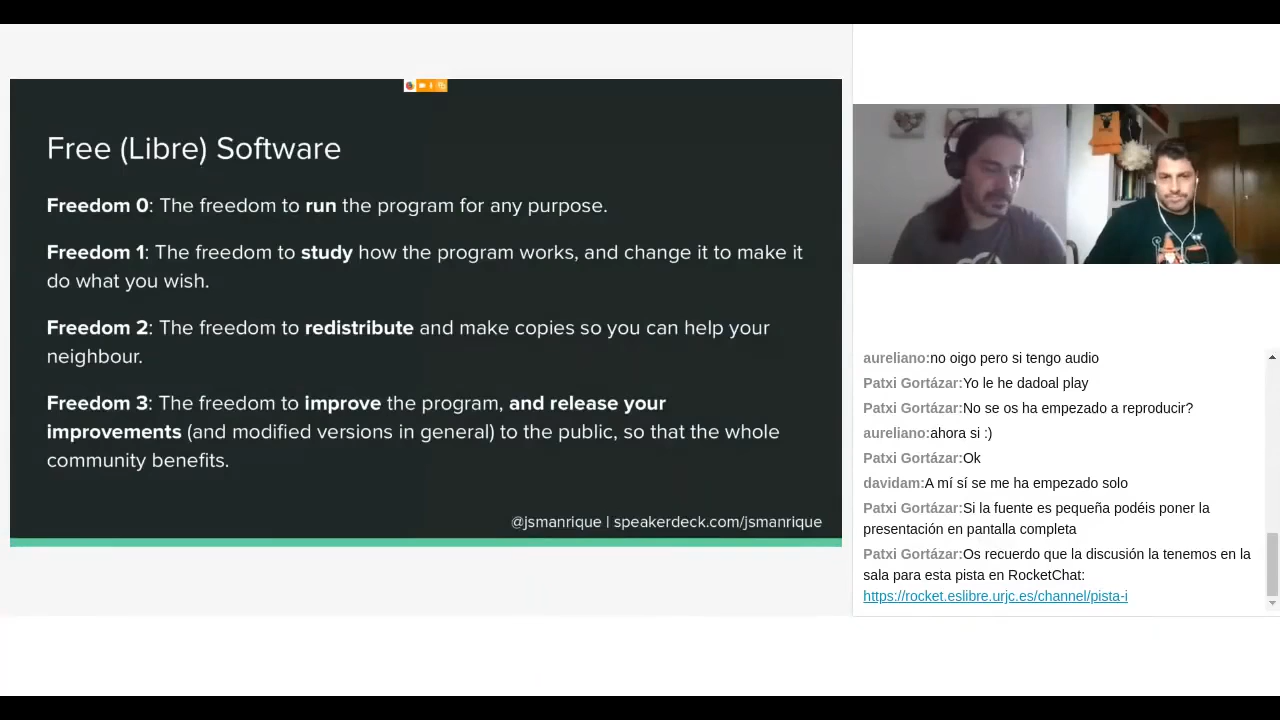 Free (Libre) Software
Freedom 0: The freedom to run the program for any purpose.
Freedom 1: The freedom to study how the program works, and change it to make it
do what you wish.
Freedom 2: The freedom to redistribute and make copies so you can help your
neighbour.
Freedom 3: The freedom to improve the program, and release your
improvements (and modified versions in general) to the public, so that the whole
community benefits.
@jsmanrique | speakerdeck.com/jsmanrique
aureliano:no oigo pero si tengo audio
Patxi Gortázar:Yo le he dadoal play
Patxi Gortázar:No se os ha empezado a reproducir?
aureliano:ahora si :)
Patxi Gortázar:Ok
davidam:A mí sí se me ha empezado solo
Patxi Gortázar:Si la fuente es pequeña podéis poner la
presentación en pantalla completa
Patxi Gortázar:Os recuerdo que la discusión la tenemos en la
sala para esta pista en RocketChat:
https://rocket.eslibre.urjc.es/channel/pista-i